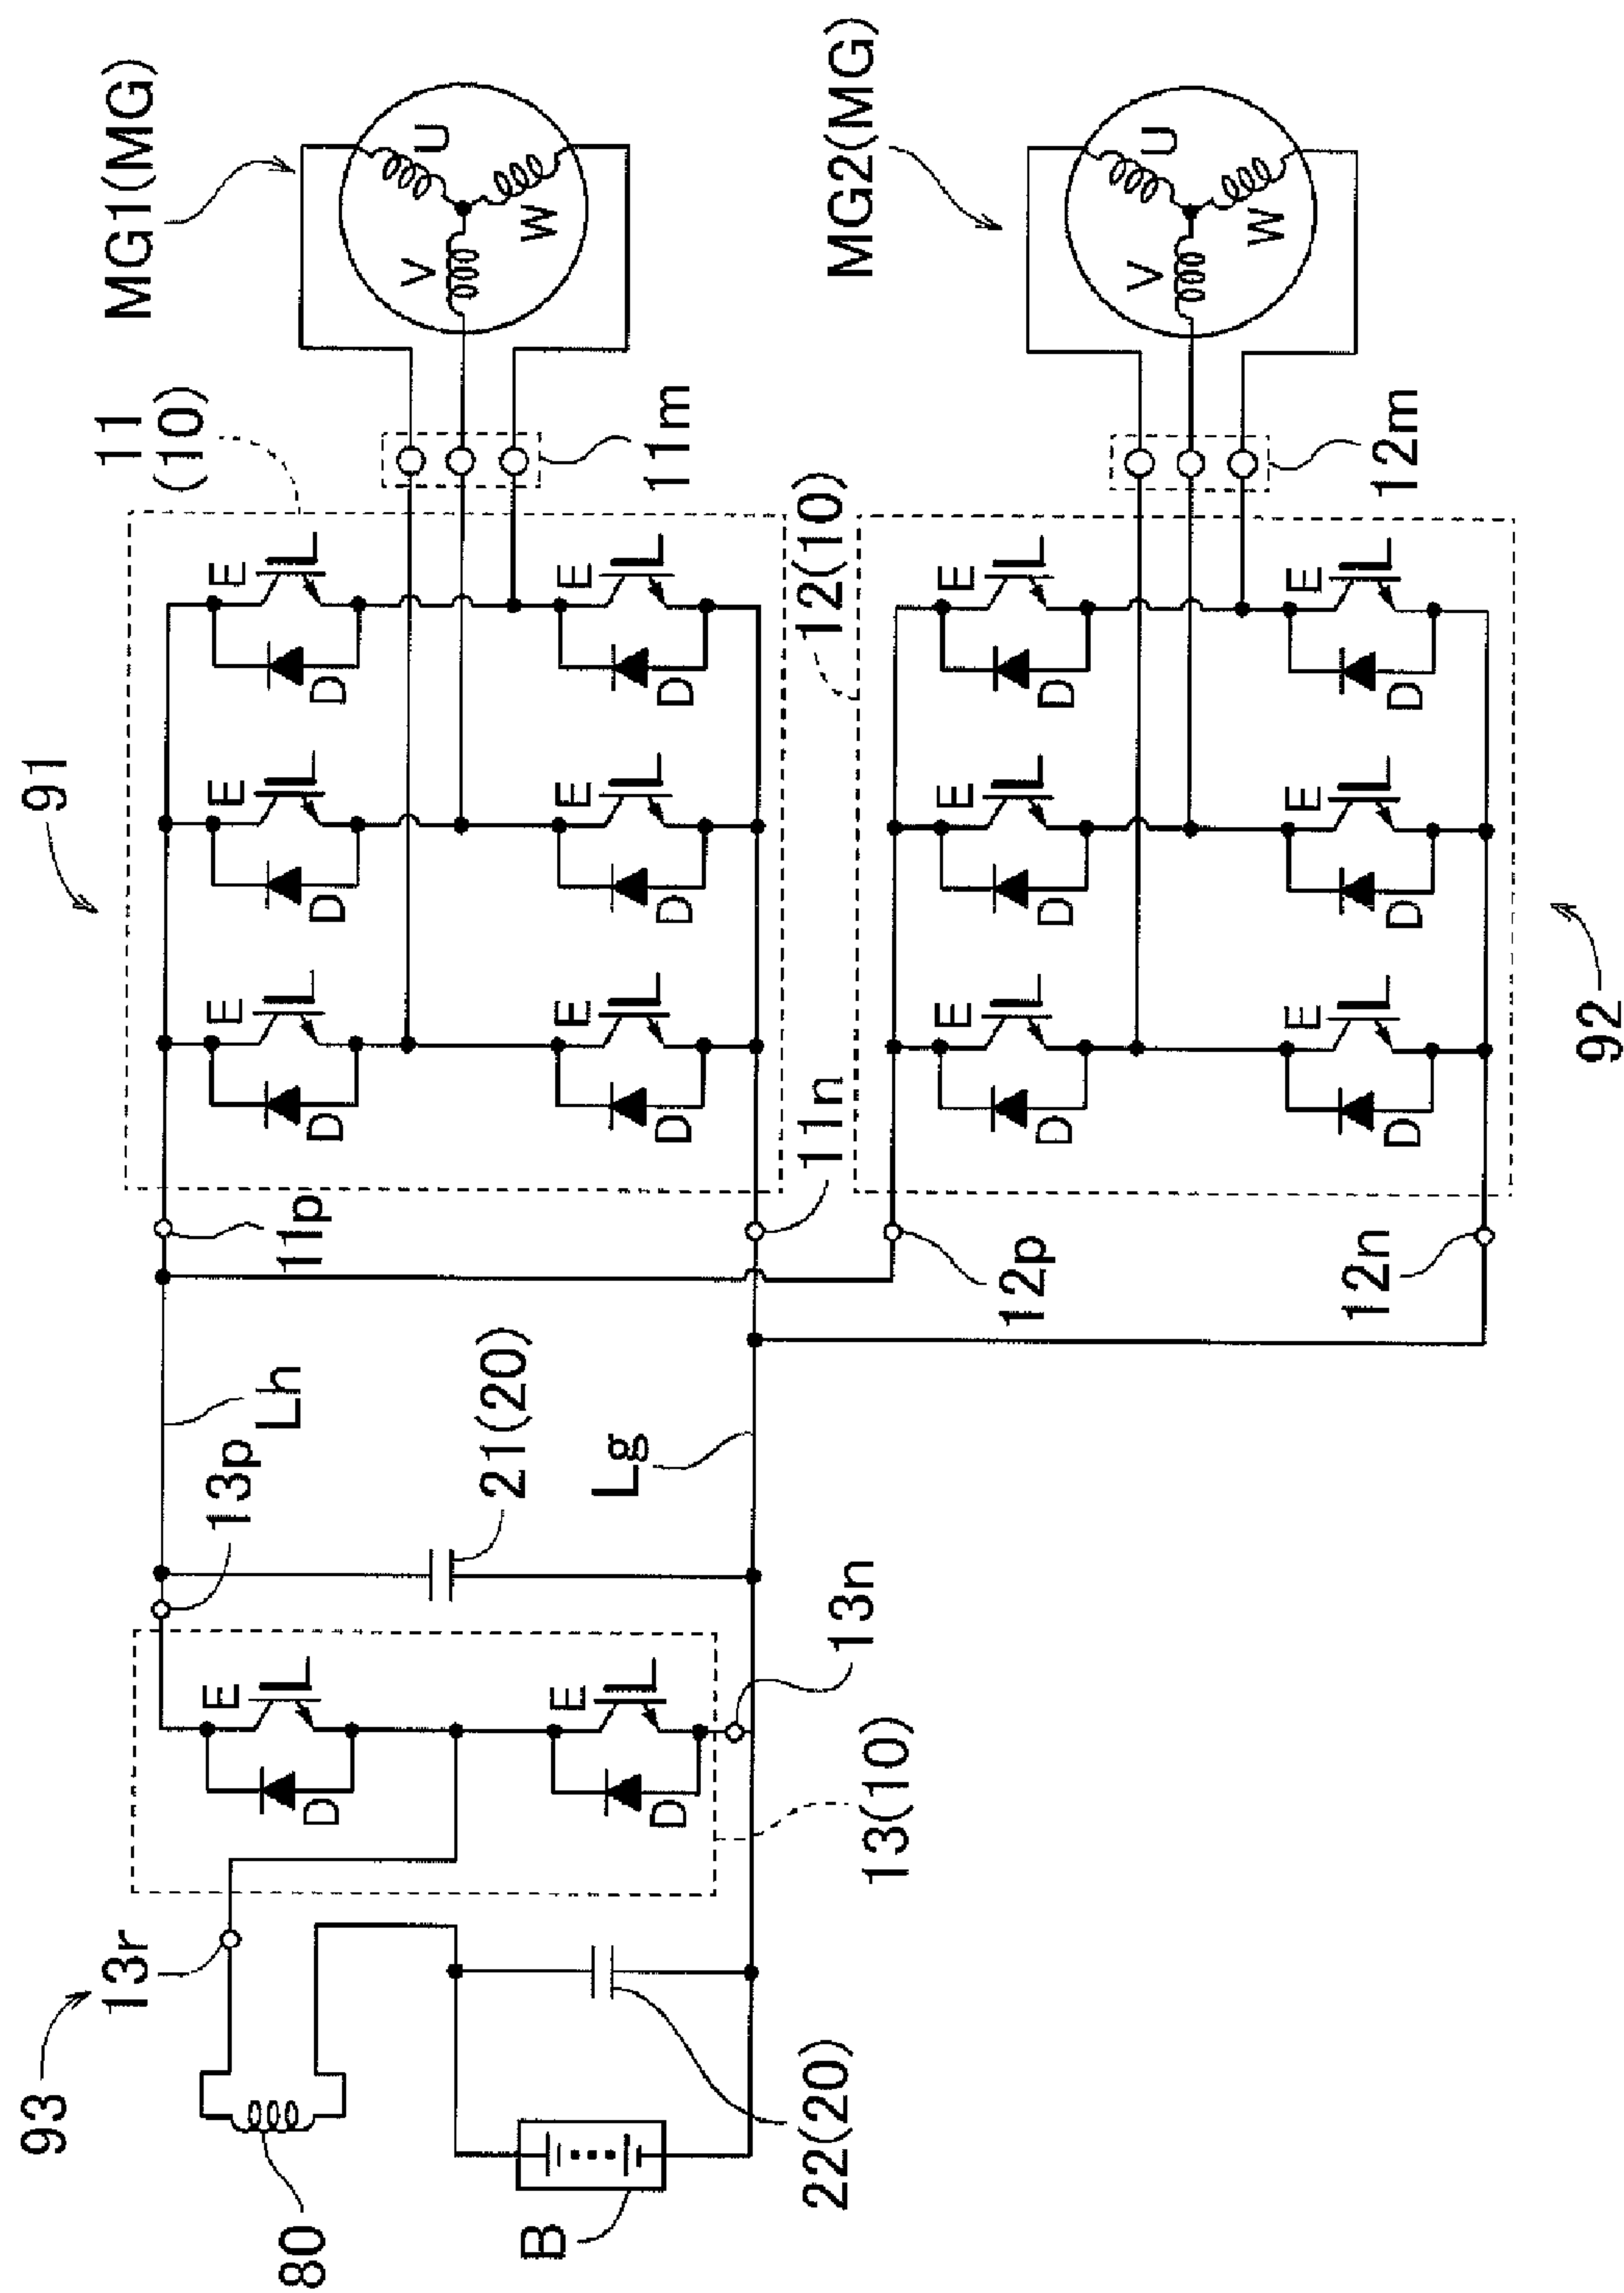 93
91
13r
11
(10)
MG1(MG)
13p
E
E
E
E
Lh
11p
80
D
D
D
D
V
U
W
21(20)
B
E
E
E
E
Lg
D
D
D
D
11m
22(20)
13n
11n
12(10)
MG2(MG)
13(10)
E
E
E
12p
D
D
D
V
U
W
E
E
E
12n
12m
D
D
D
92